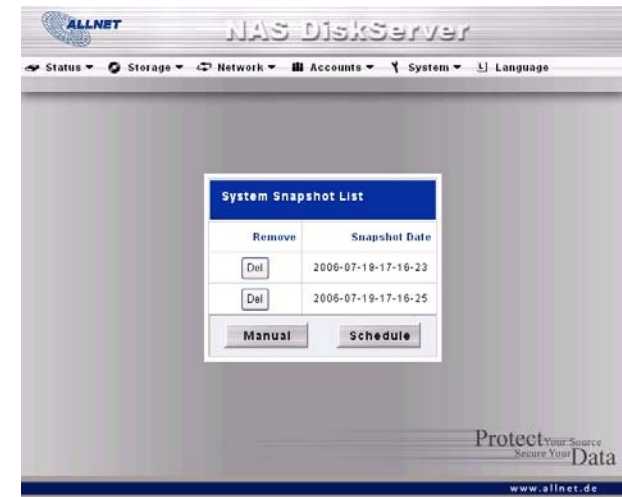 ALLNET
NAS DiskServer
Status Storage Network Accounts System Language
System Snapshot List
Remove Snapshot Date
Del 2006-07-19-17-16-23
Del 2006-07-19-17-16-25
Manual Schedule
Protect Your Source
Secure Your Data
www.allnet.de